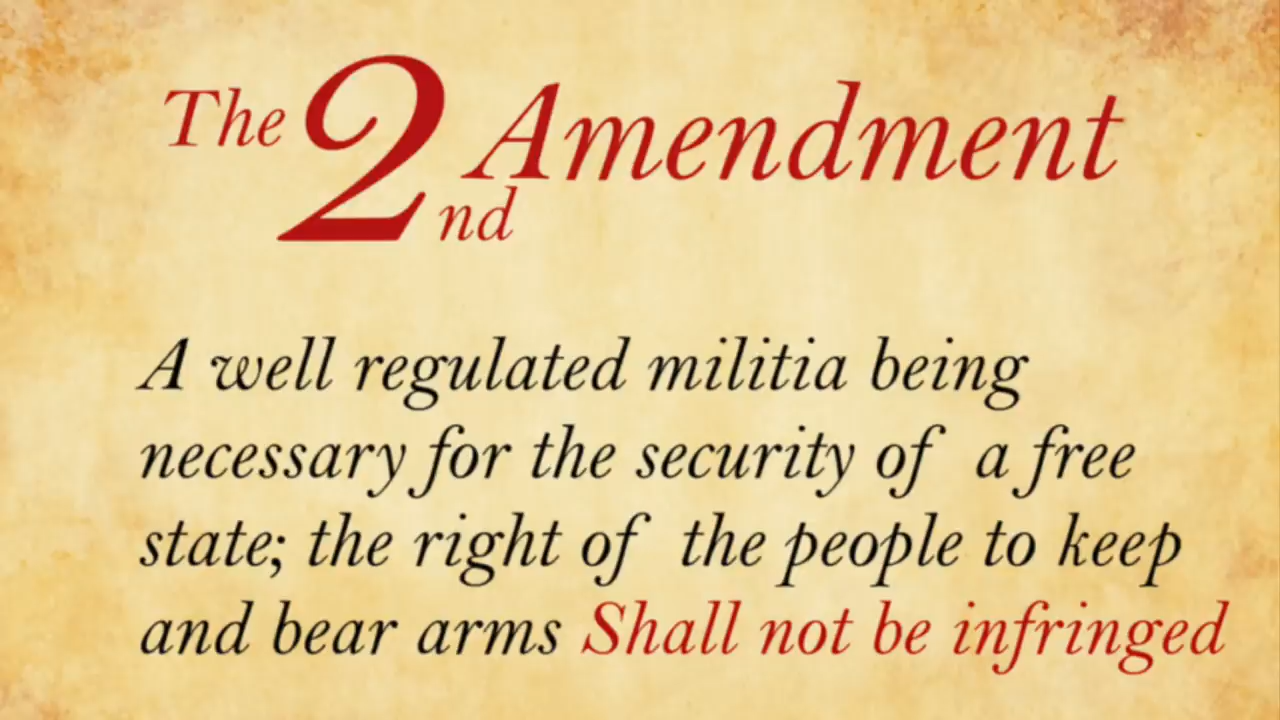 The 2nd Amendment
A well regulated militia being
necessary for the security of a free
state; the right of the people to keep
and bear arms Shall not be infringed